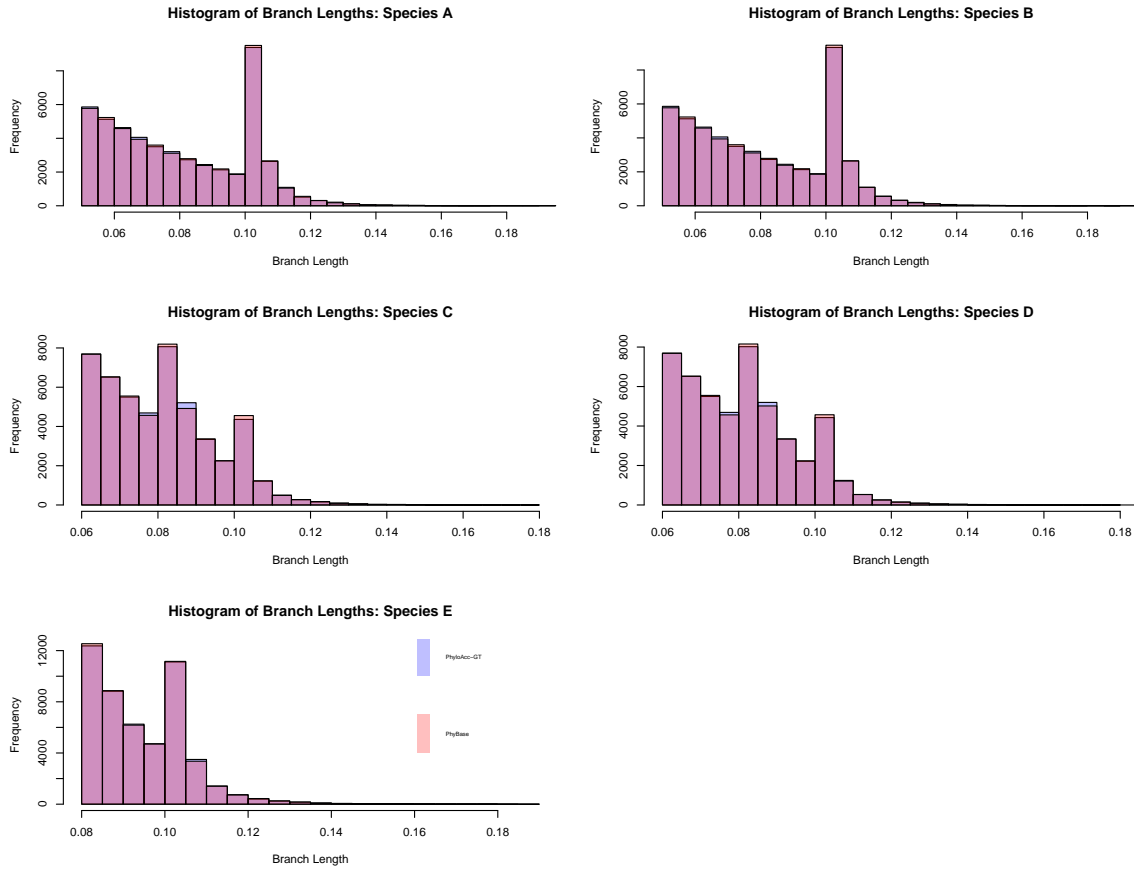 Histogram of Branch Lengths: Species A
Frequency
0 2000 6000
0.06 0.08 0.10 0.12 0.14 0.16 0.18
Branch Length
Histogram of Branch Lengths: Species B
Frequency
0 2000 6000
0.06 0.08 0.10 0.12 0.14 0.16 0.18
Branch Length
Histogram of Branch Lengths: Species C
Frequency
0 2000 4000 6000 8000
0.06 0.08 0.10 0.12 0.14 0.16 0.18
Branch Length
Histogram of Branch Lengths: Species D
Frequency
0 2000 4000 6000 8000
0.06 0.08 0.10 0.12 0.14 0.16 0.18
Branch Length
Histogram of Branch Lengths: Species E
Frequency
0 4000 8000 12000
0.08 0.10 0.12 0.14 0.16 0.18
Branch Length
PhyloAcc-GT
PhyBase